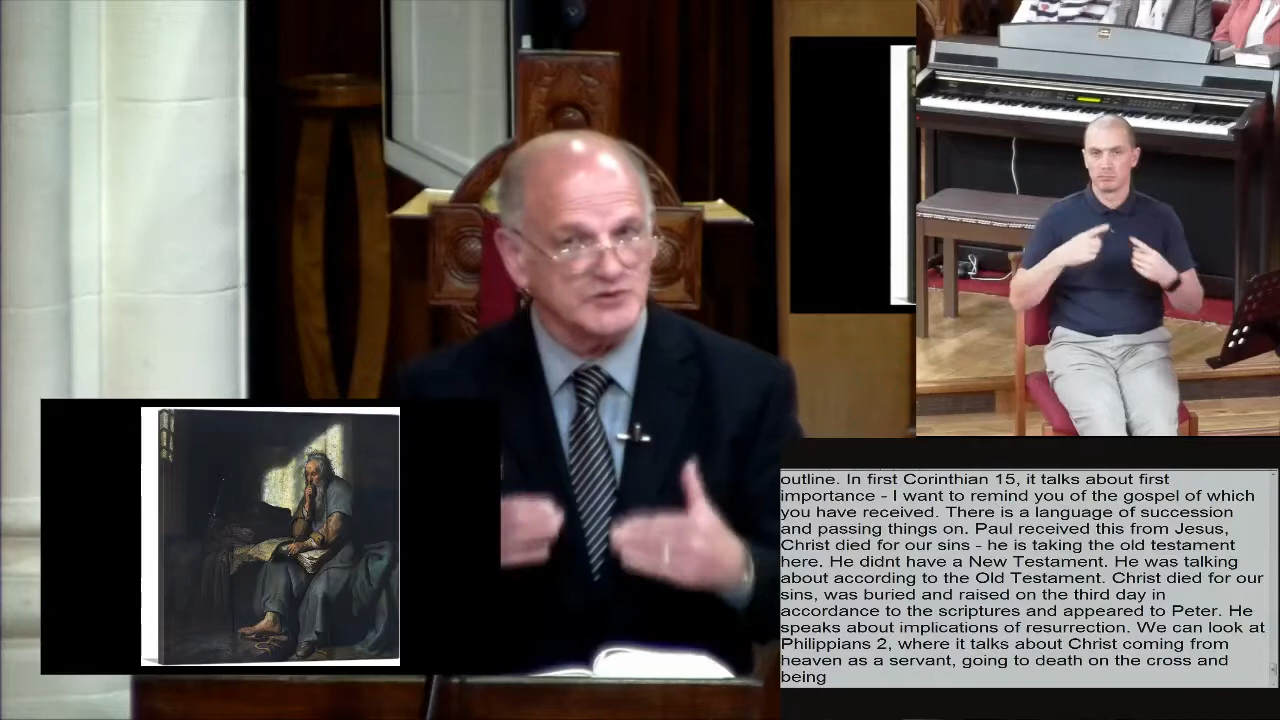 outline. In first Corinthian 15, it talks about first
importance - I want to remind you of the gospel of which
you have received. There is a language of succession
and passing things on. Paul received this from Jesus,
Christ died for our sins - he is taking the old testament
here. He didnt have a New Testament. He was talking
about according to the Old Testament. Christ died for our
sins, was buried and raised on the third day in
accordance to the scriptures and appeared to Peter. He
speaks about implications of resurrection. We can look at
Philippians 2, where it talks about Christ coming from
heaven as a servant, going to death on the cross and
being